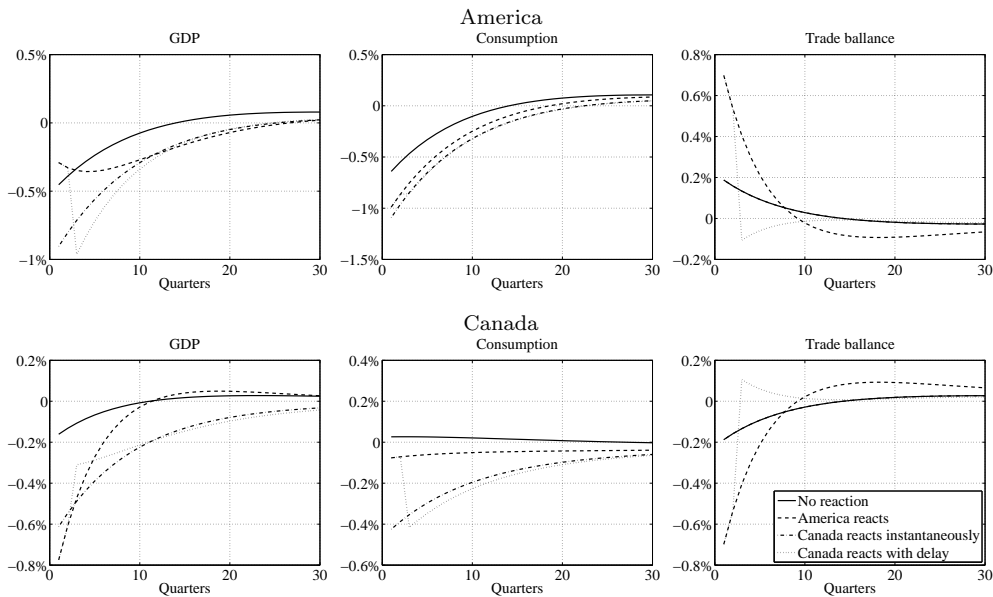 America
GDP
0.5%
0
−0.5%
−1%
0 10 20 30
Quarters
Consumption
0.5%
0
−0.5%
−1%
−1.5%
0 10 20 30
Quarters
Trade ballance
0.8%
0.6%
0.4%
0.2%
0
−0.2%
0 10 20 30
Quarters
Canada
GDP
0.2%
0
−0.2%
−0.4%
−0.6%
−0.8%
0 10 20 30
Quarters
Consumption
0.4%
0.2%
0
−0.2%
−0.4%
−0.6%
0 10 20 30
Quarters
Trade ballance
0.2%
0
−0.2%
−0.4%
−0.6%
−0.8%
0 10 20 30
Quarters
No reaction
America reacts
Canada reacts instantaneously
Canada reacts with delay